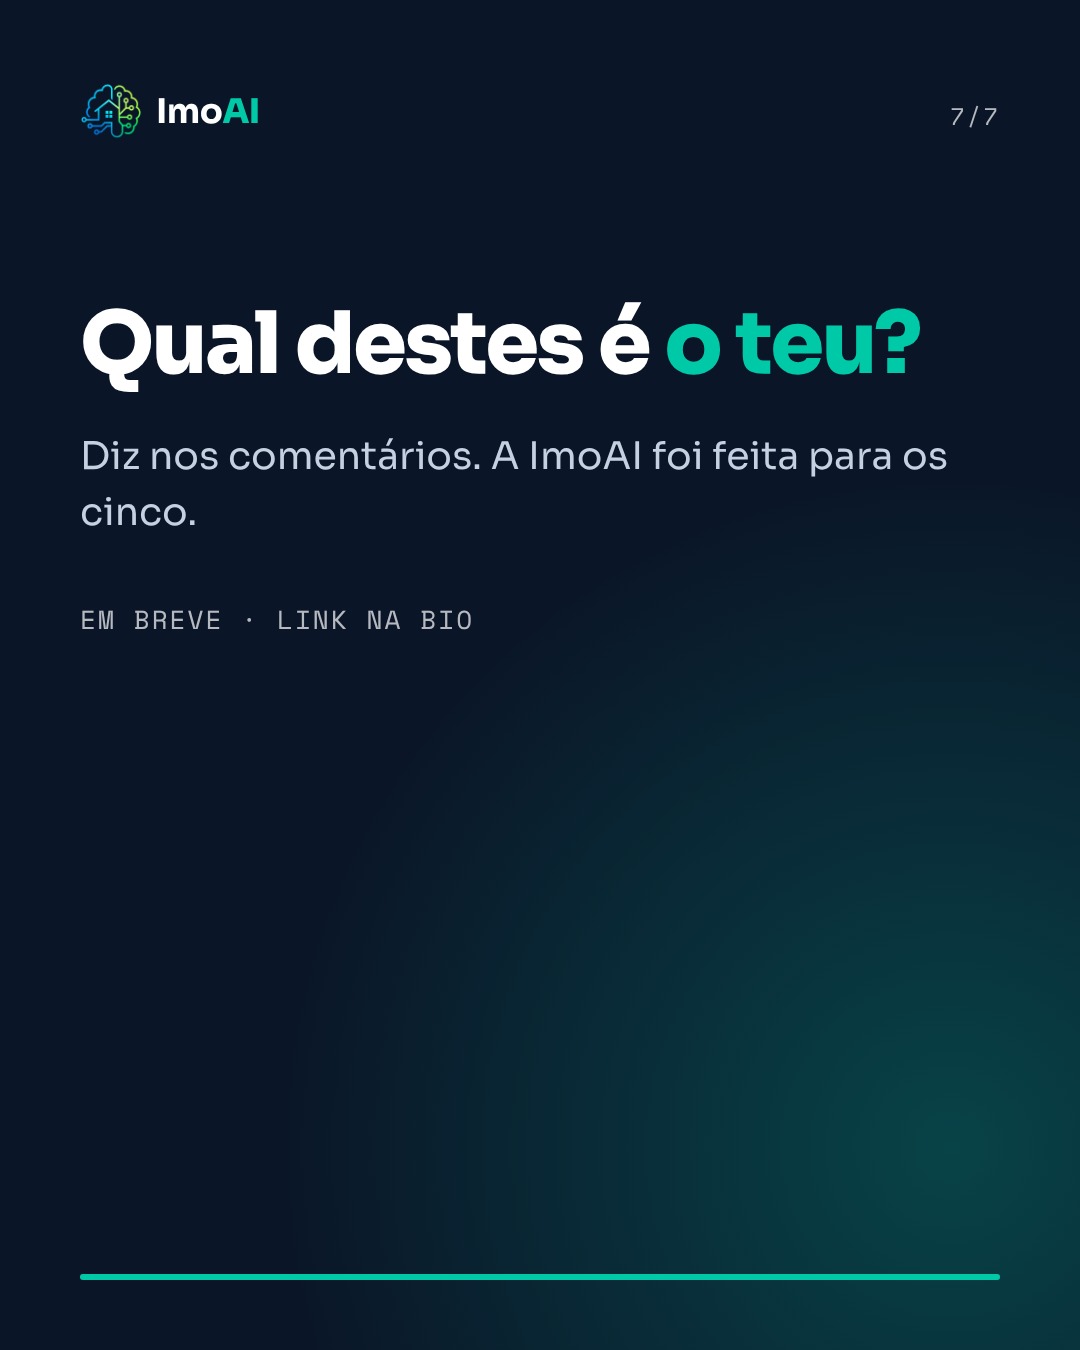 ImoAI
7/7
Qual destes é o teu?
Diz nos comentários. A ImoAI foi feita para os
cinco.
EM BREVE · LINK NA BIO